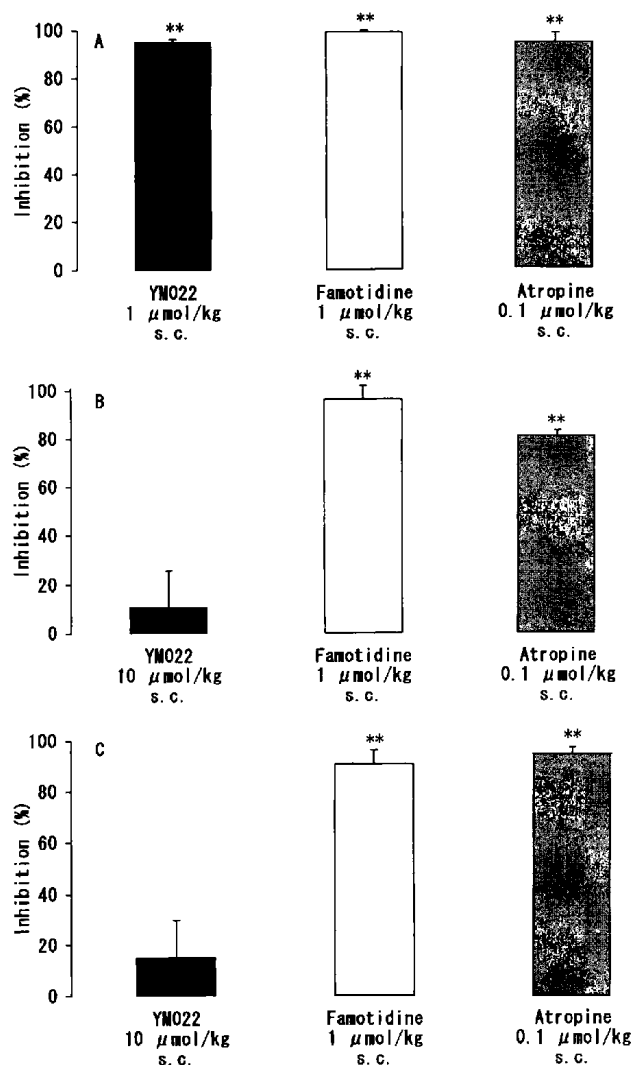 A
Inhibition (%)
100
80
60
40
20
0
** ** **
YM022 Famotidine Atropine
1 μmol/kg 1 μmol/kg 0.1 μmol/kg
s.c. s.c. s.c.
B
Inhibition (%)
100
80
60
40
20
0
** **
YM022 Famotidine Atropine
10 μmol/kg 1 μmol/kg 0.1 μmol/kg
s.c. s.c. s.c.
C
Inhibition (%)
100
80
60
40
20
0
** **
YM022 Famotidine Atropine
10 μmol/kg 1 μmol/kg 0.1 μmol/kg
s.c. s.c. s.c.